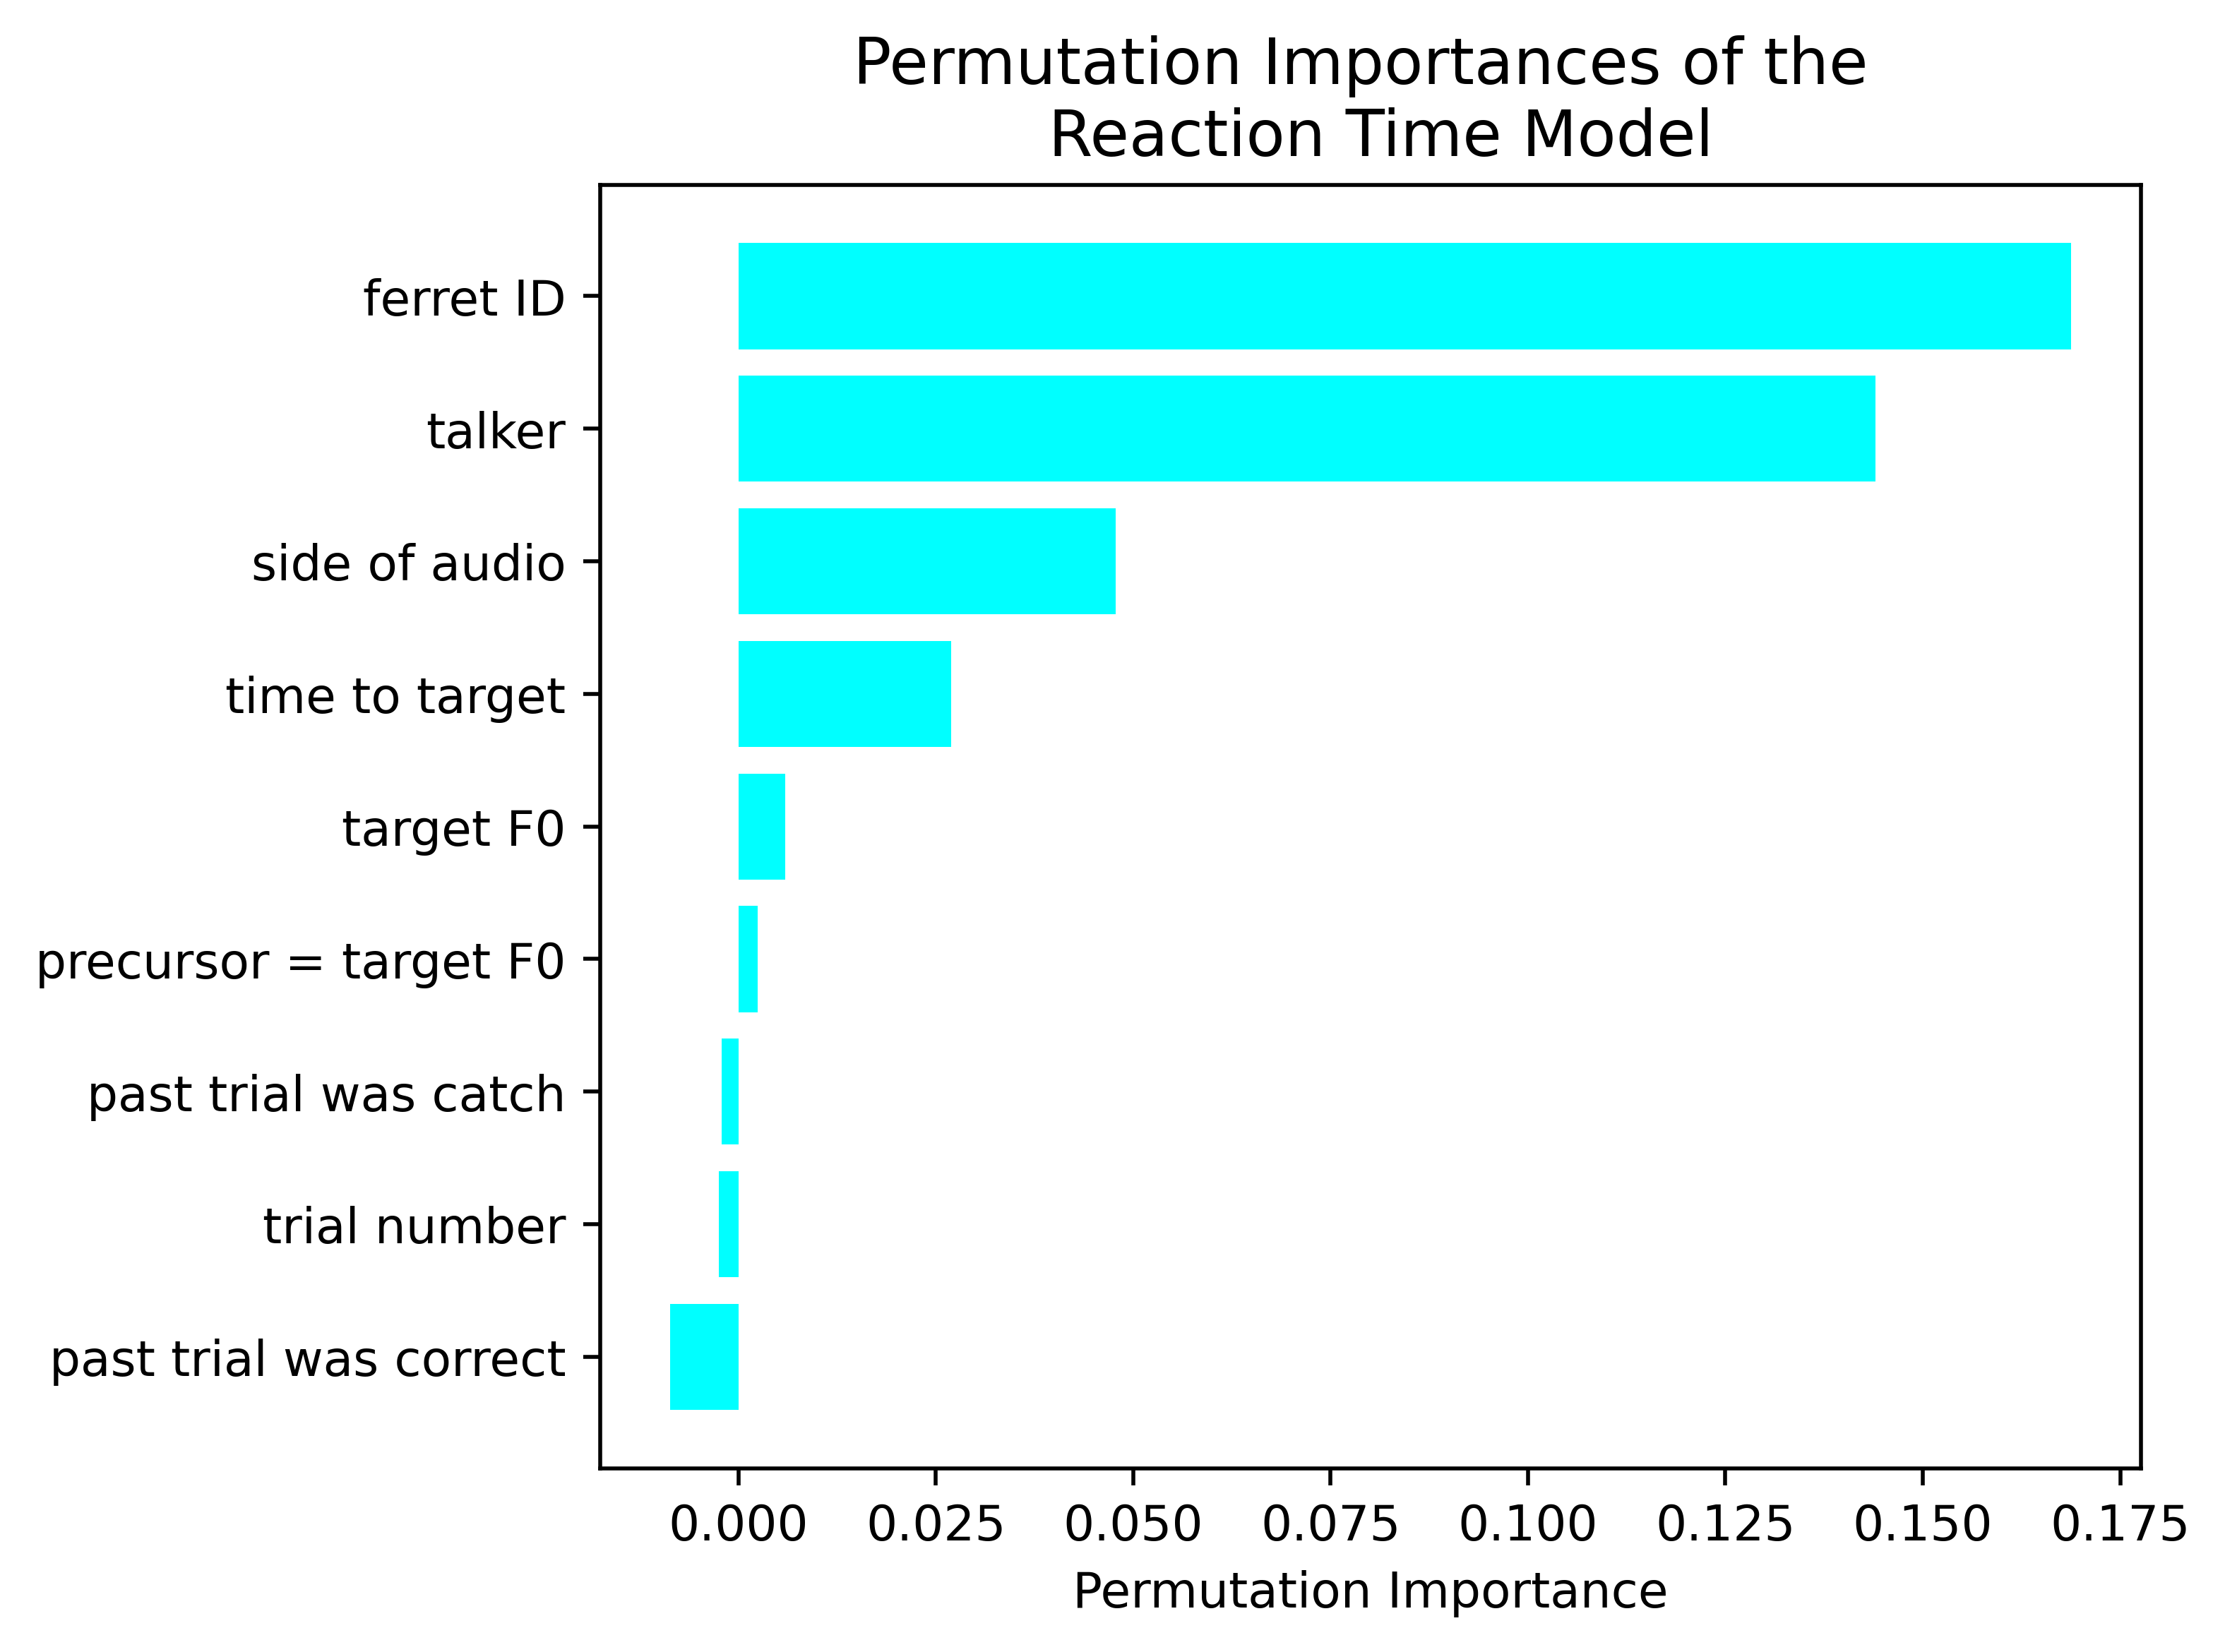 Permutation Importances of the
Reaction Time Model
ferret ID
talker
side of audio
time to target
target F0
precursor = target F0
past trial was catch
trial number
past trial was correct
0.000 0.025 0.050 0.075 0.100 0.125 0.150 0.175
Permutation Importance